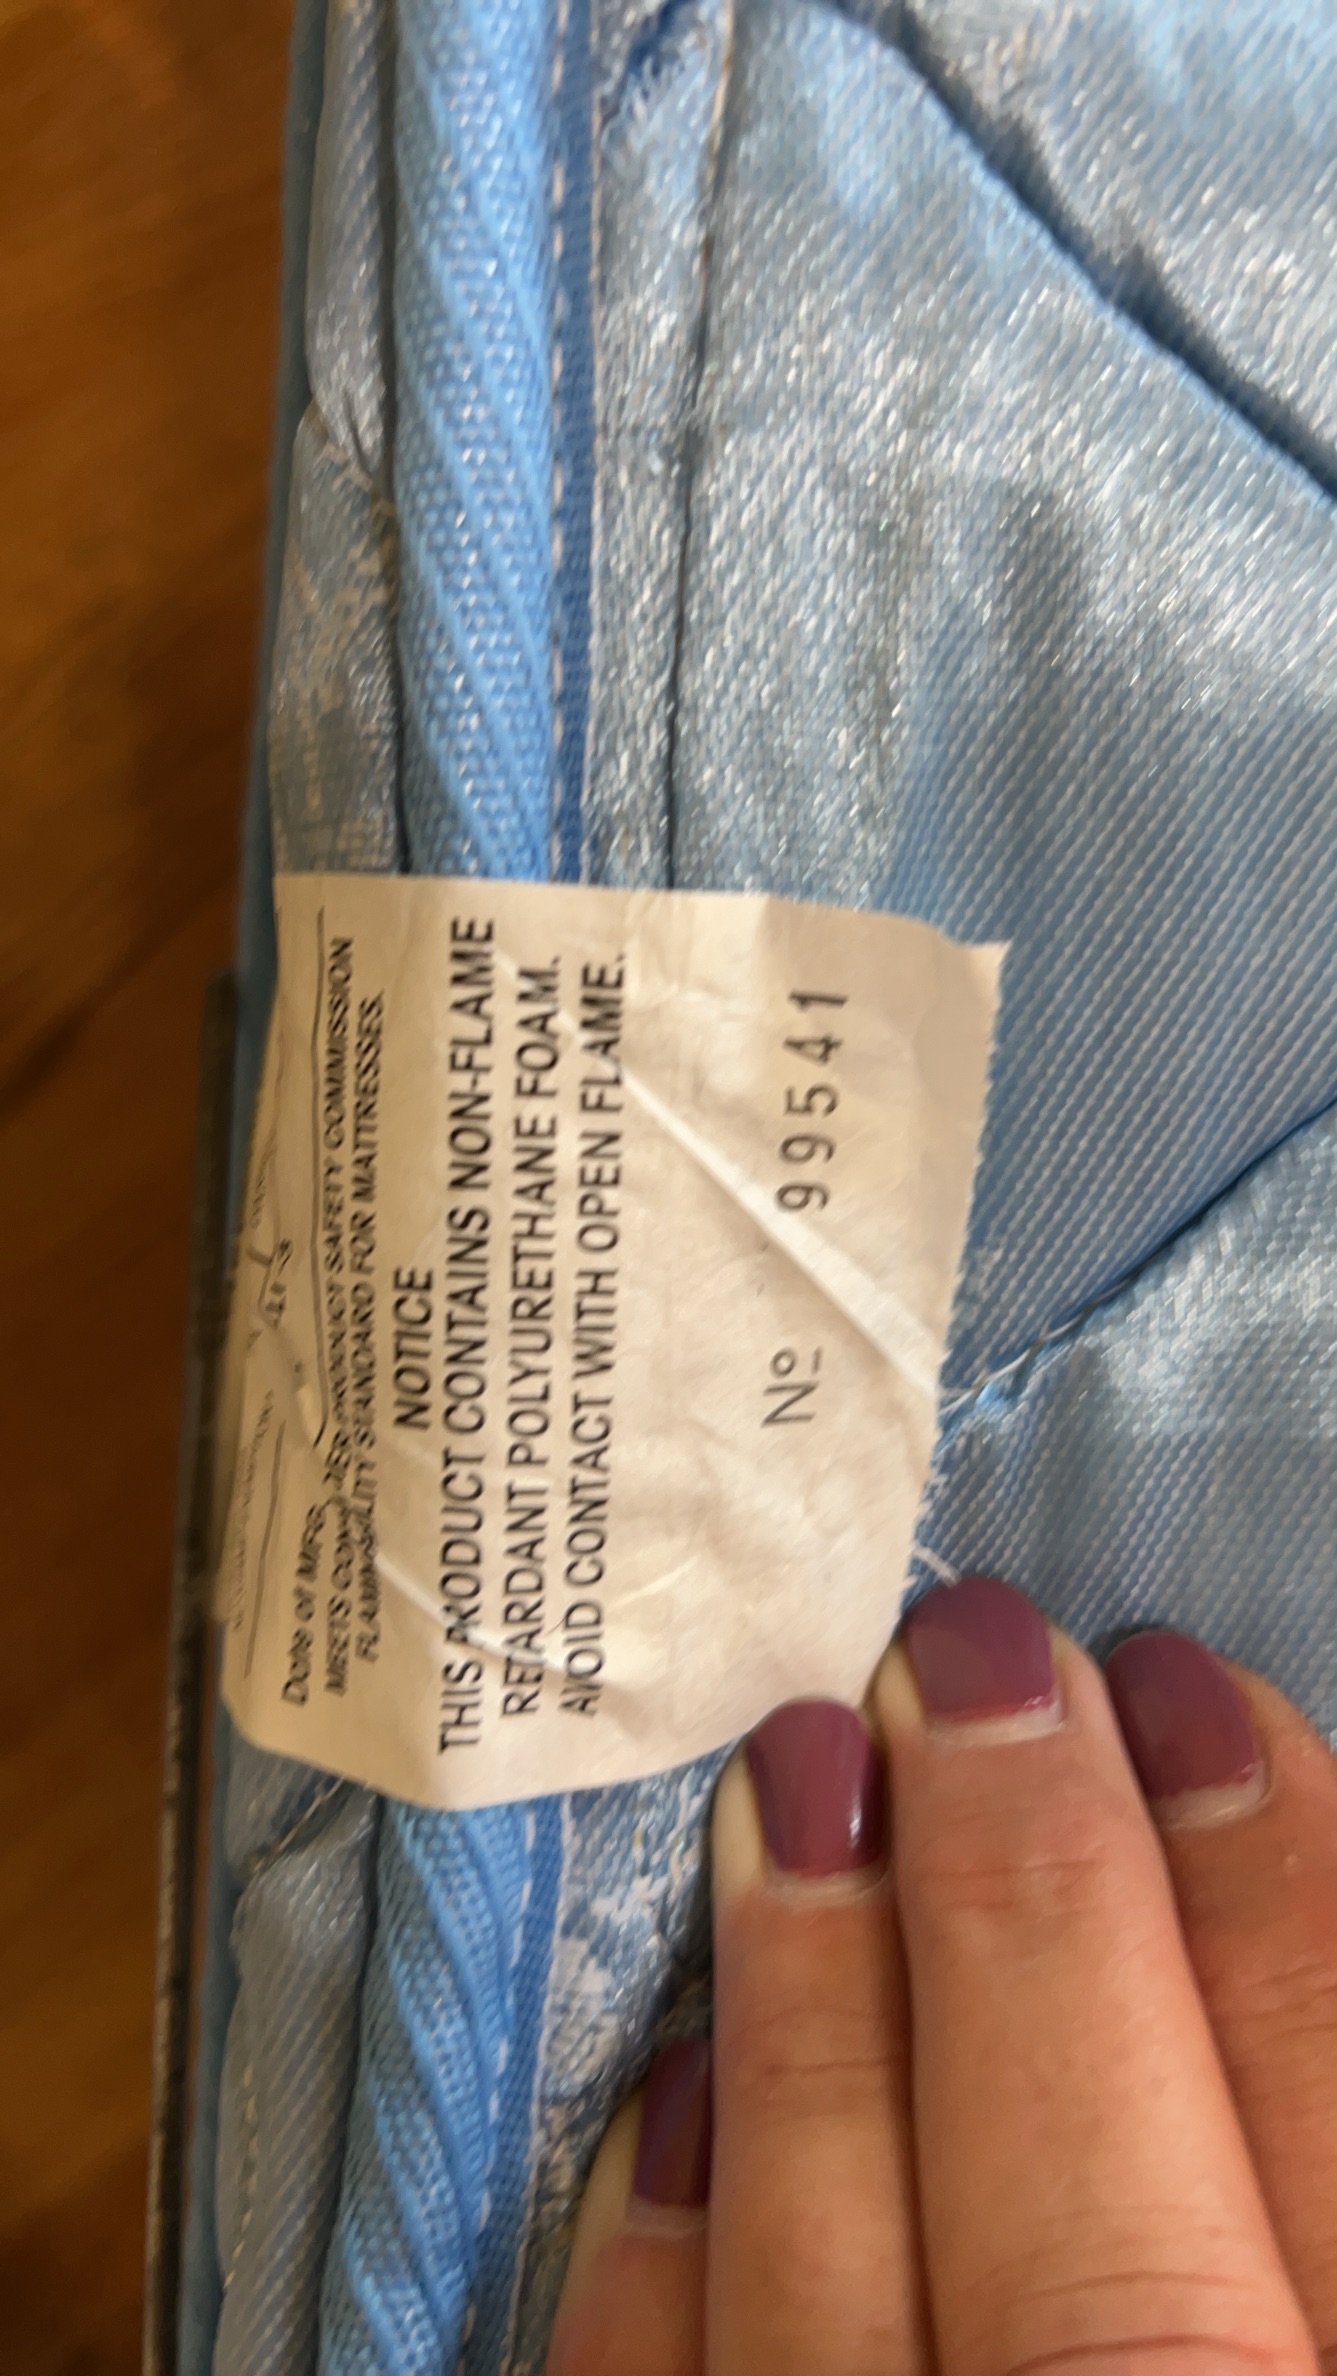 Date of MFG.
MEETS CONSUMER PRODUCT SAFETY COMMISSION
FLAMMABILITY STANDARD FOR MATTRESSES.
NOTICE
THIS PRODUCT CONTAINS NON-FLAME
RETARDANT POLYURETHANE FOAM.
AVOID CONTACT WITH OPEN FLAME.
Nº 99541